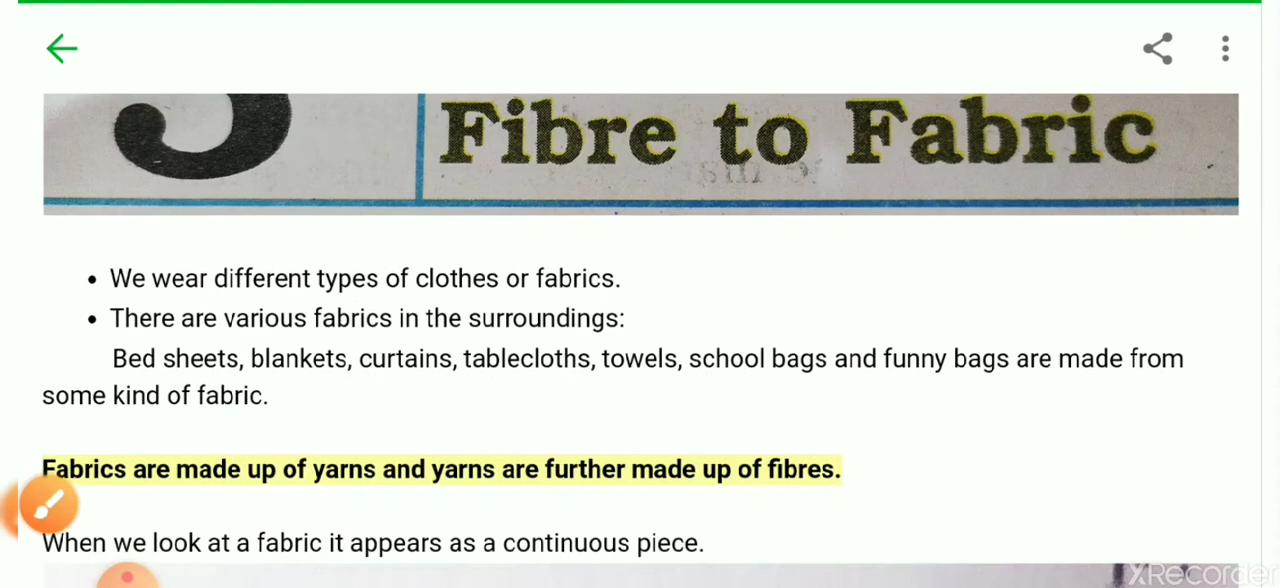 Fibre to Fabric
• We wear different types of clothes or fabrics.
• There are various fabrics in the surroundings:
Bed sheets, blankets, curtains, tablecloths, towels, school bags and funny bags are made from
some kind of fabric.
Fabrics are made up of yarns and yarns are further made up of fibres.
When we look at a fabric it appears as a continuous piece.
XRecorder